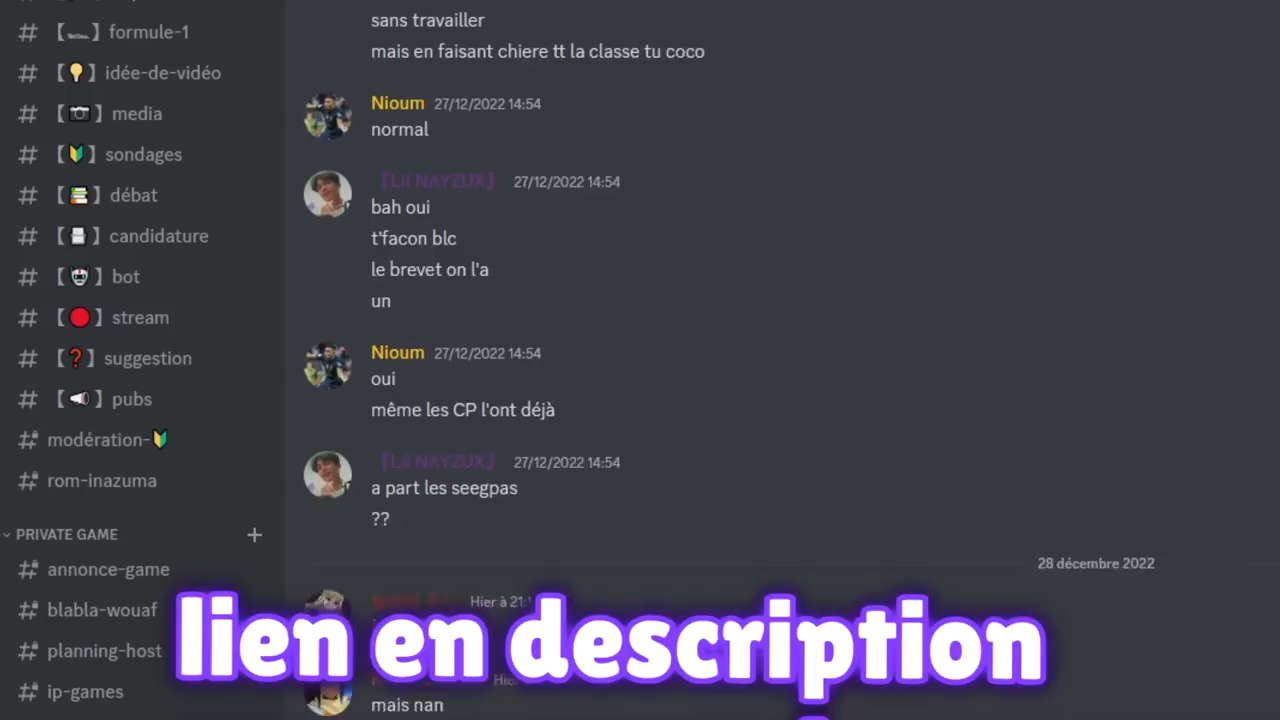 【】 formule-1
【】 idée-de-vidéo
【】 media
【】 sondages
【】 débat
【】 candidature
【】 bot
【】 stream
【❓】 suggestion
【】 pubs
modération-
rom-inazuma
PRIVATE GAME
annonce-game
blabla-wouaf
planning-host
ip-games
sans travailler
mais en faisant chiere tt la classe tu coco
Nioum 27/12/2022 14:54
normal
『Lil NAYZUX』 27/12/2022 14:54
bah oui
t'facon blc
le brevet on l'a
un
Nioum 27/12/2022 14:54
oui
même les CP l'ont déjà
『Lil NAYZUX』 27/12/2022 14:54
a part les seegpas
??
28 décembre 2022
Hier à
mais nan
lien en description